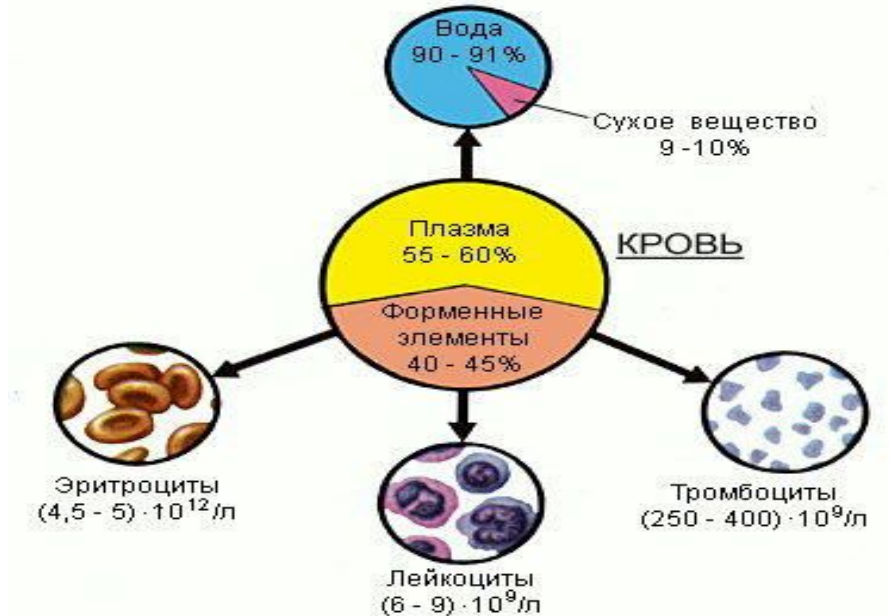 Вода
90 - 91%
Сухое вещество
9 -10%
Плазма
55 - 60%
КРОВЬ
Форменные
элементы
40 - 45%
Эритроциты
(4,5 - 5) ·10¹²/л
Лейкоциты
(6 - 9) ·10⁹/л
Тромбоциты
(250 - 400) ·10⁹/л